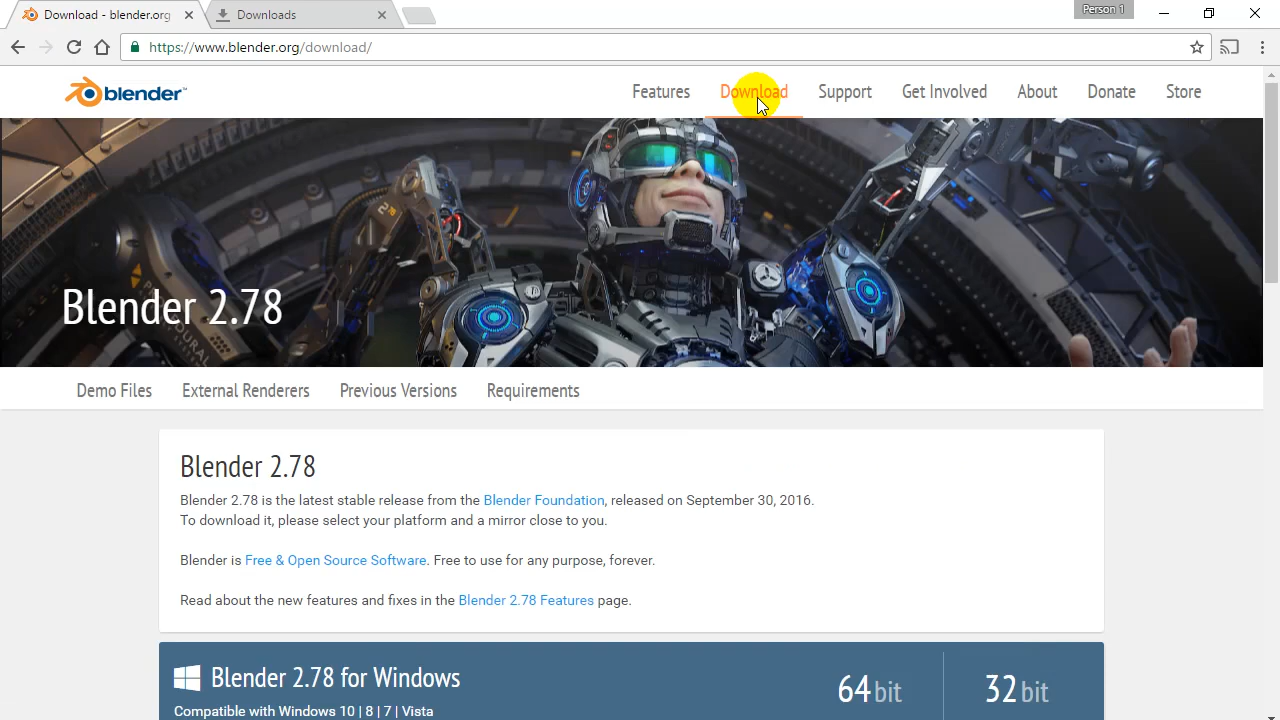 Download - blender.org
Downloads
Person 1
https://www.blender.org/download/
blender™
Features
Download
Support
Get Involved
About
Donate
Store
2.78
Blender 2.78
Demo Files
External Renderers
Previous Versions
Requirements
Blender 2.78
Blender 2.78 is the latest stable release from the Blender Foundation, released on September 30, 2016.
To download it, please select your platform and a mirror close to you.
Blender is Free & Open Source Software. Free to use for any purpose, forever.
Read about the new features and fixes in the Blender 2.78 Features page.
Blender 2.78 for Windows
64 bit
32 bit
Compatible with Windows 10 | 8 | 7 | Vista